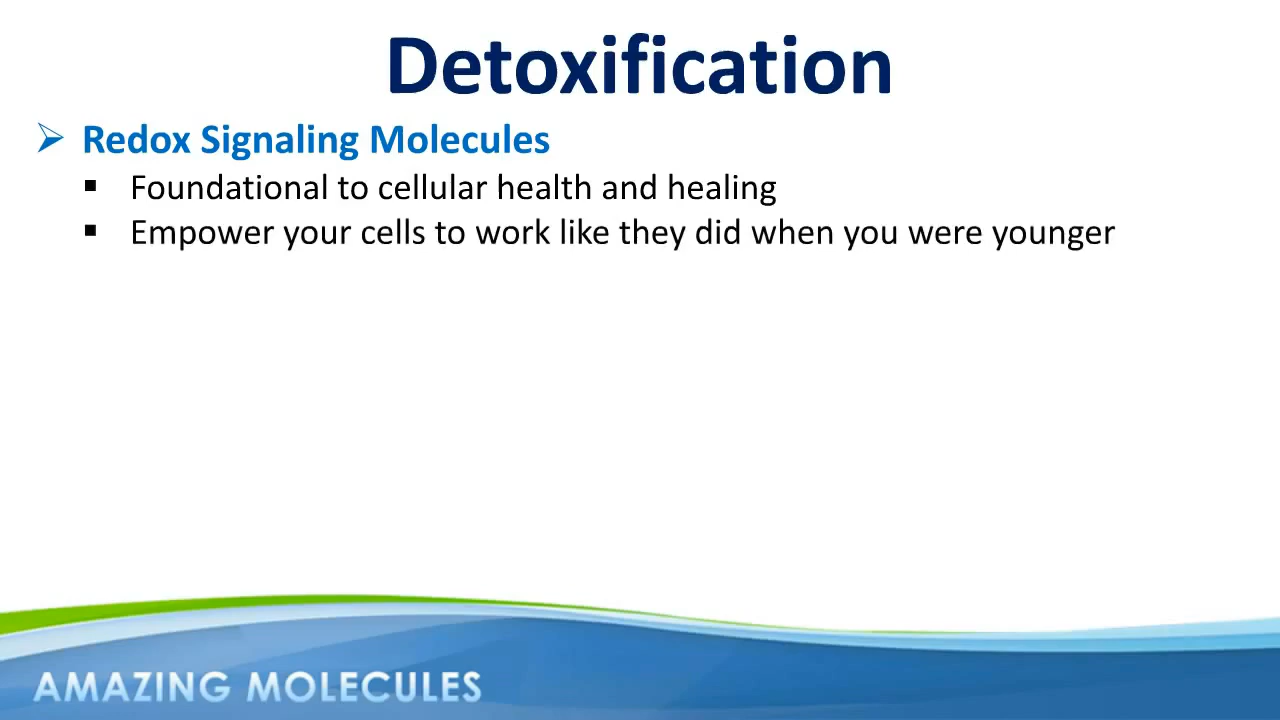 Detoxification
Redox Signaling Molecules
Foundational to cellular health and healing
Empower your cells to work like they did when you were younger
AMAZING MOLECULES